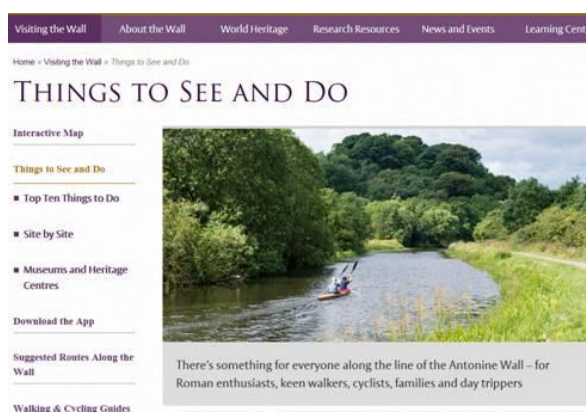 Visiting the Wall About the Wall World Heritage Research Resources News and Events Learning Cent
Home » Visiting the Wall » Things to See and Do
THINGS TO SEE AND DO
Interactive Map
Things to See and Do
Top Ten Things to Do
Site by Site
Museums and Heritage
Centres
Download the App
Suggested Routes Along the
Wall
Walking & Cycling Guides
There's something for everyone along the line of the Antonine Wall – for
Roman enthusiasts, keen walkers, cyclists, families and day trippers